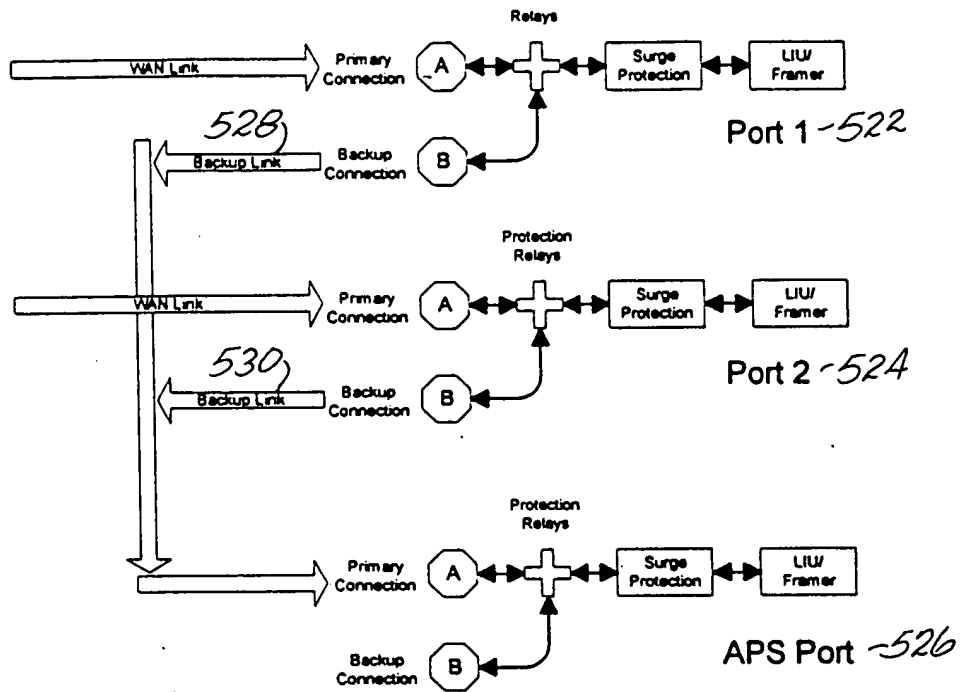 Relays
WAN Link
Primary
Connection
A
Surge
Protection
LIU/
Framer
Port 1 -522
528
Backup Link
Backup
Connection
B
Protection
Relays
WAN Link
Primary
Connection
A
Surge
Protection
LIU/
Framer
Port 2 -524
530
Backup Link
Backup
Connection
B
Protection
Relays
Primary
Connection
A
Surge
Protection
LIU/
Framer
APS Port -526
Backup
Connection
B